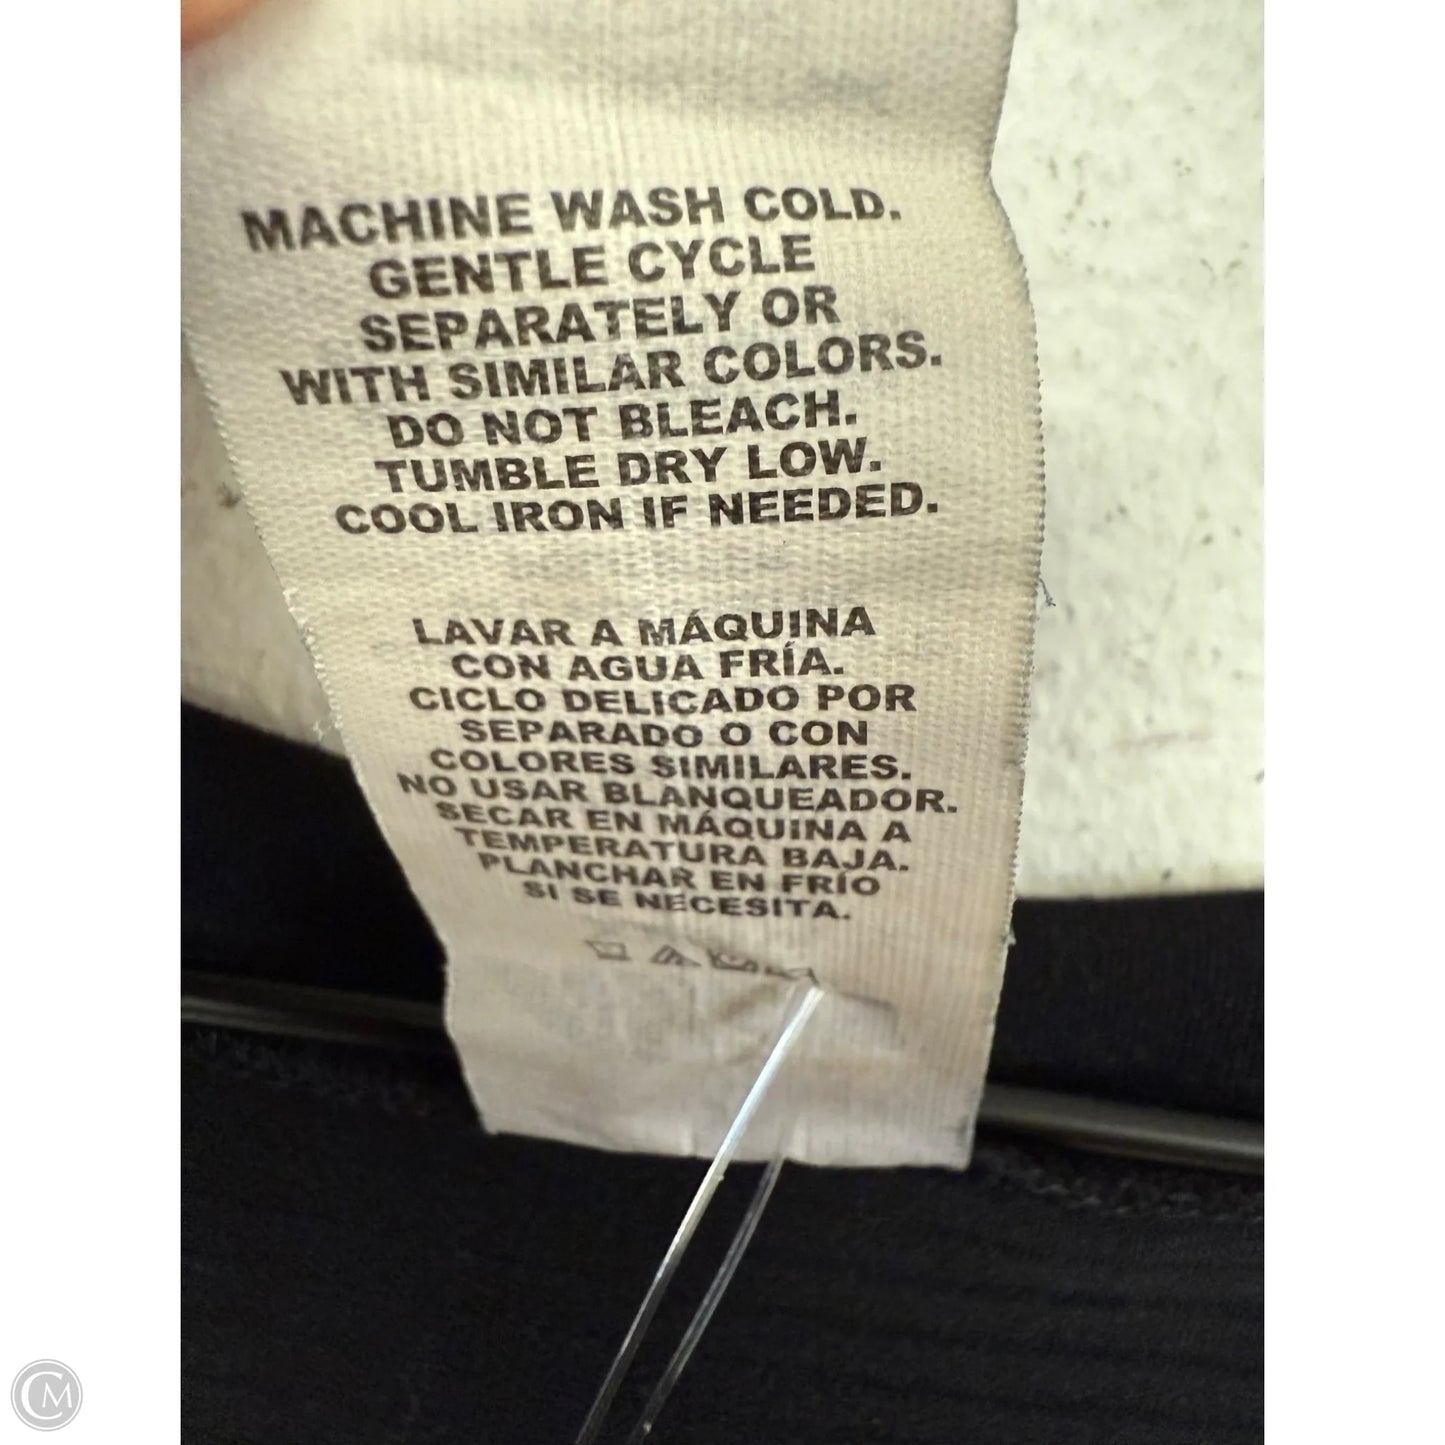 MACHINE WASH COLD.
GENTLE CYCLE
SEPARATELY OR
WITH SIMILAR COLORS.
DO NOT BLEACH.
TUMBLE DRY LOW.
COOL IRON IF NEEDED.
LAVAR A MÁQUINA
CON AGUA FRÍA.
CICLO DELICADO POR
SEPARADO O CON
COLORES SIMILARES.
NO USAR BLANQUEADOR.
SECAR EN MÁQUINA A
TEMPERATURA BAJA.
PLANCHAR EN FRÍO
SI SE NECESITA.
CM